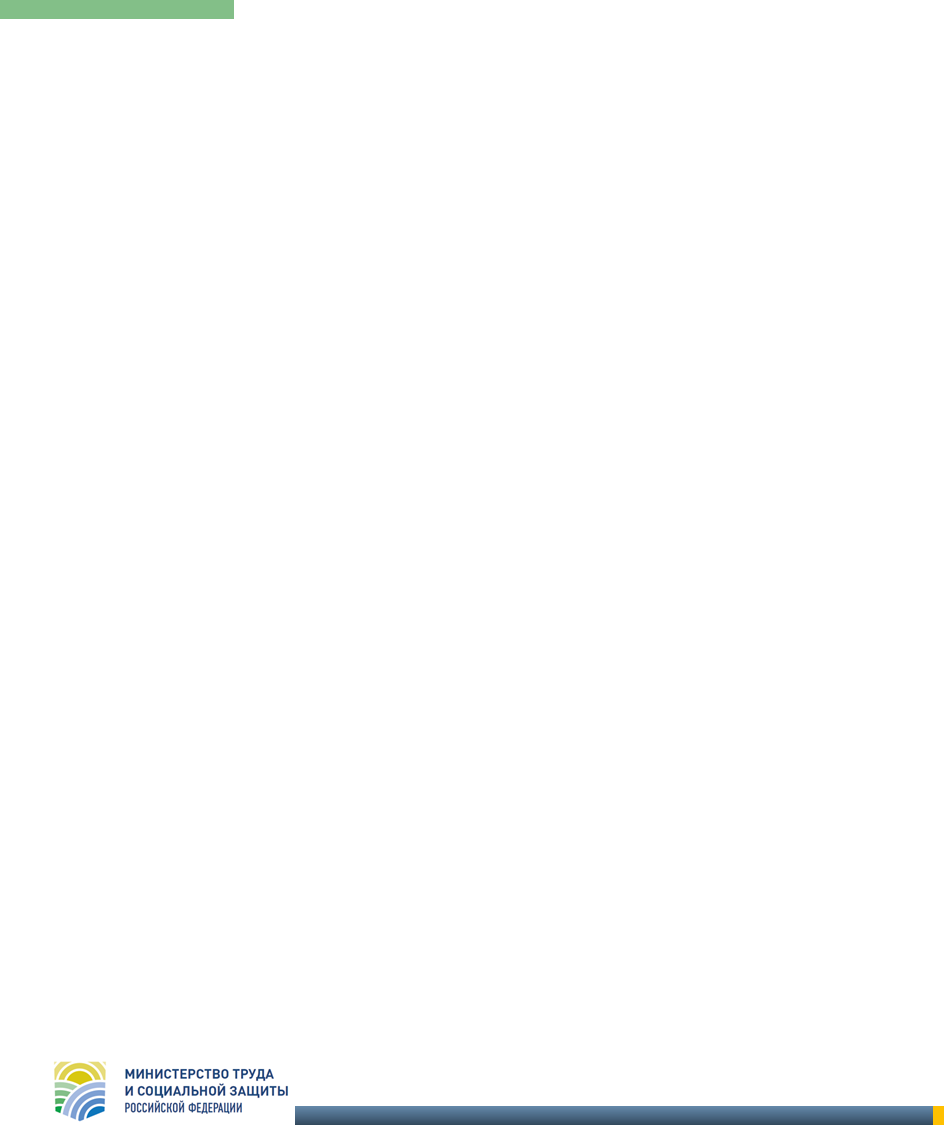 МИНИСТЕРСТВО ТРУДА
И СОЦИАЛЬНОЙ ЗАЩИТЫ
РОССИЙСКОЙ ФЕДЕРАЦИИ